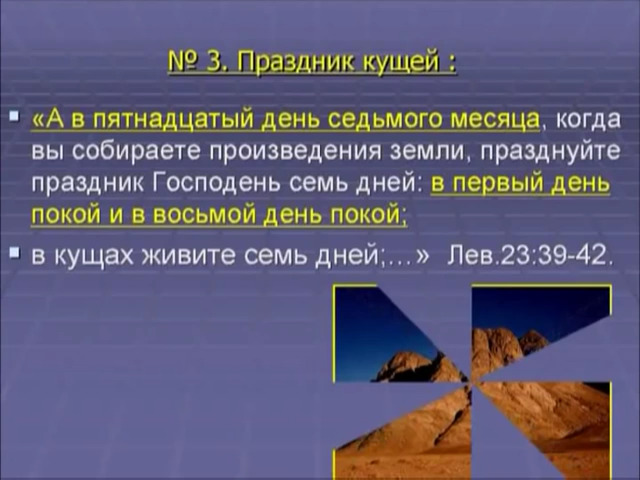 № 3. Праздник кущей :
«А в пятнадцатый день седьмого месяца, когда
вы собираете произведения земли, празднуйте
праздник Господень семь дней: в первый день
покой и в восьмой день покой;
в кущах живите семь дней;…» Лев.23:39-42.